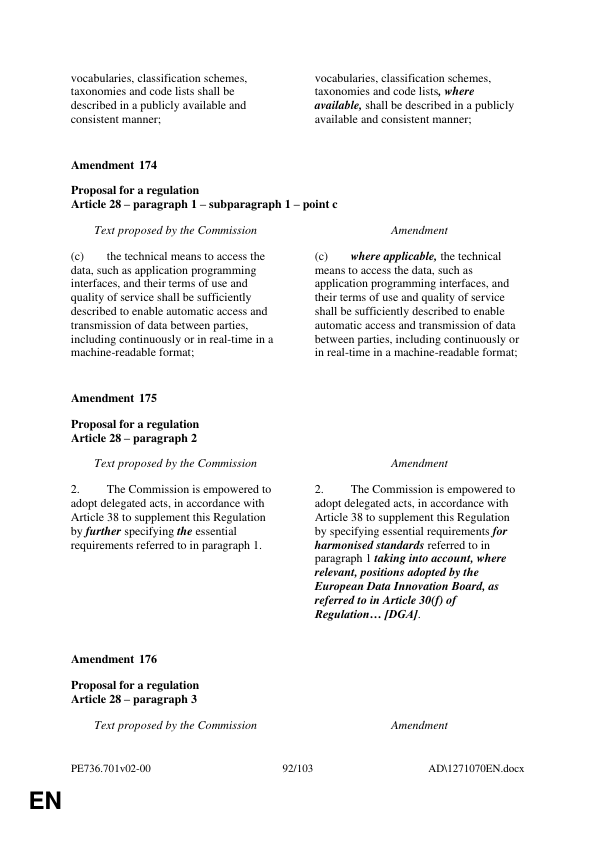 vocabularies, classification schemes,
taxonomies and code lists shall be
described in a publicly available and
consistent manner;
vocabularies, classification schemes,
taxonomies and code lists, where
available, shall be described in a publicly
available and consistent manner;
Amendment 174
Proposal for a regulation
Article 28 – paragraph 1 – subparagraph 1 – point c
Text proposed by the Commission
Amendment
(c) the technical means to access the
data, such as application programming
interfaces, and their terms of use and
quality of service shall be sufficiently
described to enable automatic access and
transmission of data between parties,
including continuously or in real-time in a
machine-readable format;
(c) where applicable, the technical
means to access the data, such as
application programming interfaces, and
their terms of use and quality of service
shall be sufficiently described to enable
automatic access and transmission of data
between parties, including continuously or
in real-time in a machine-readable format;
Amendment 175
Proposal for a regulation
Article 28 – paragraph 2
Text proposed by the Commission
Amendment
2. The Commission is empowered to
adopt delegated acts, in accordance with
Article 38 to supplement this Regulation
by further specifying the essential
requirements referred to in paragraph 1.
2. The Commission is empowered to
adopt delegated acts, in accordance with
Article 38 to supplement this Regulation
by specifying essential requirements for
harmonised standards referred to in
paragraph 1 taking into account, where
relevant, positions adopted by the
European Data Innovation Board, as
referred to in Article 30(f) of
Regulation… [DGA].
Amendment 176
Proposal for a regulation
Article 28 – paragraph 3
Text proposed by the Commission
Amendment
PE736.701v02-00
92/103
AD\1271070EN.docx
EN